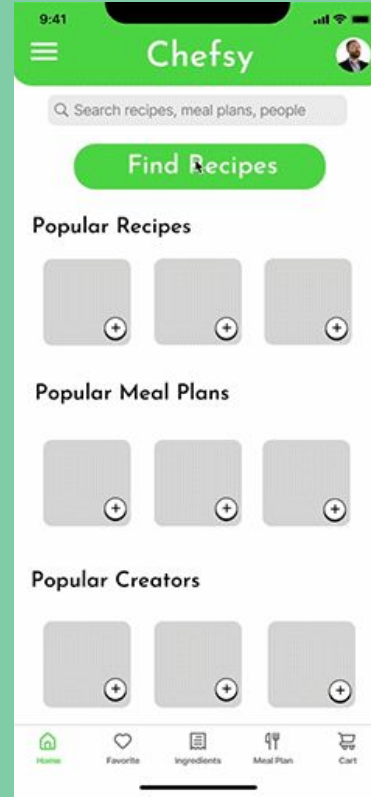 9:41
Chefsy
Search recipes, meal plans, people
Find Recipes
Popular Recipes
Popular Meal Plans
Popular Creators
Home Favorite Ingredients Meal Plan Cart